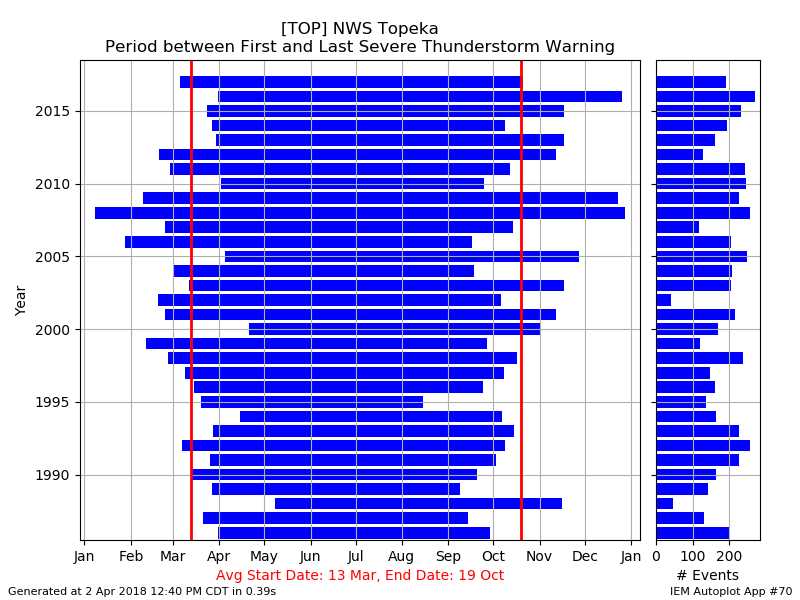 [TOP] NWS Topeka
Period between First and Last Severe Thunderstorm Warning
Year
2015
2010
2005
2000
1995
1990
Jan Feb Mar Apr May Jun Jul Aug Sep Oct Nov Dec Jan
0 100 200
Avg Start Date: 13 Mar, End Date: 19 Oct
# Events
Generated at 2 Apr 2018 12:40 PM CDT in 0.39s
IEM Autoplot App #70